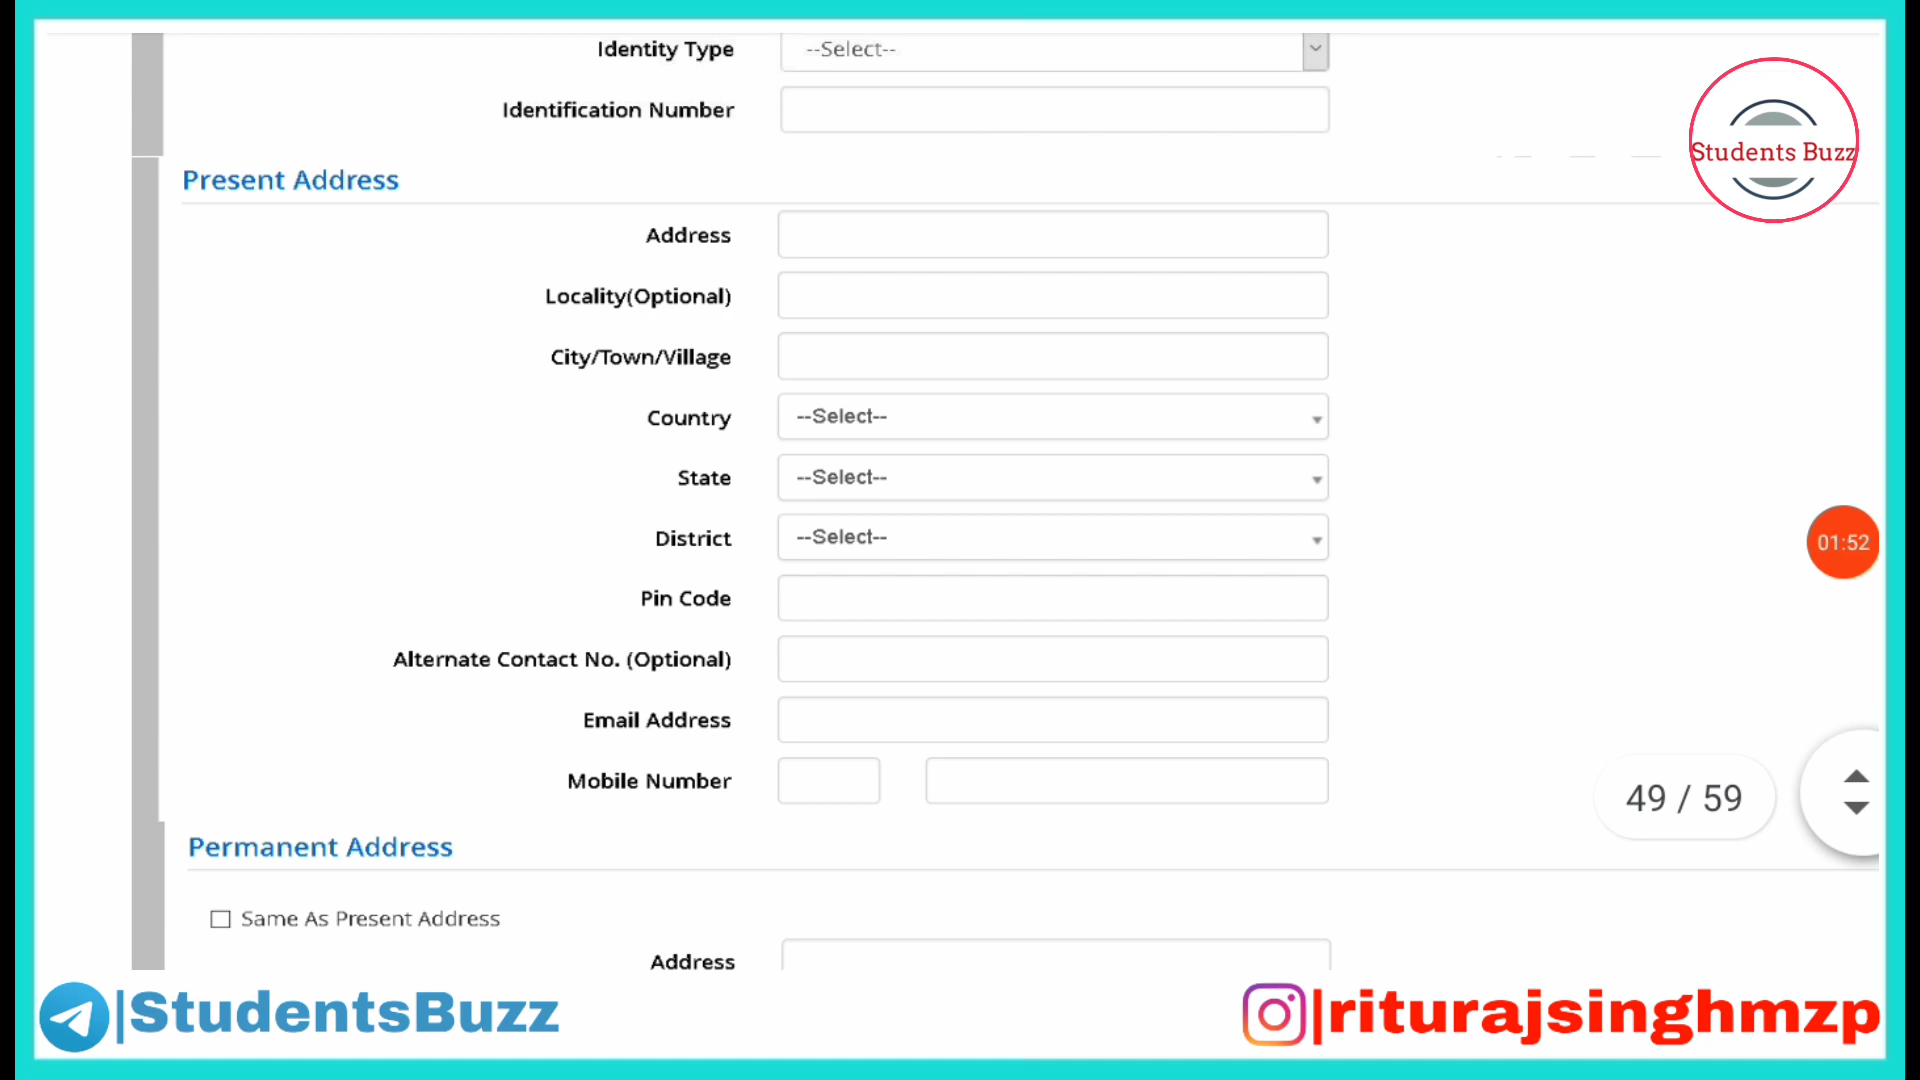 Identity Type --Select--
Identification Number
Students Buzz
Present Address
Address
Locality(Optional)
City/Town/Village
Country --Select--
State --Select--
District --Select--
01:52
Pin Code
Alternate Contact No. (Optional)
Email Address
Mobile Number
49 / 59
Permanent Address
Same As Present Address
Address
|StudentsBuzz
|riturajsinghmzp